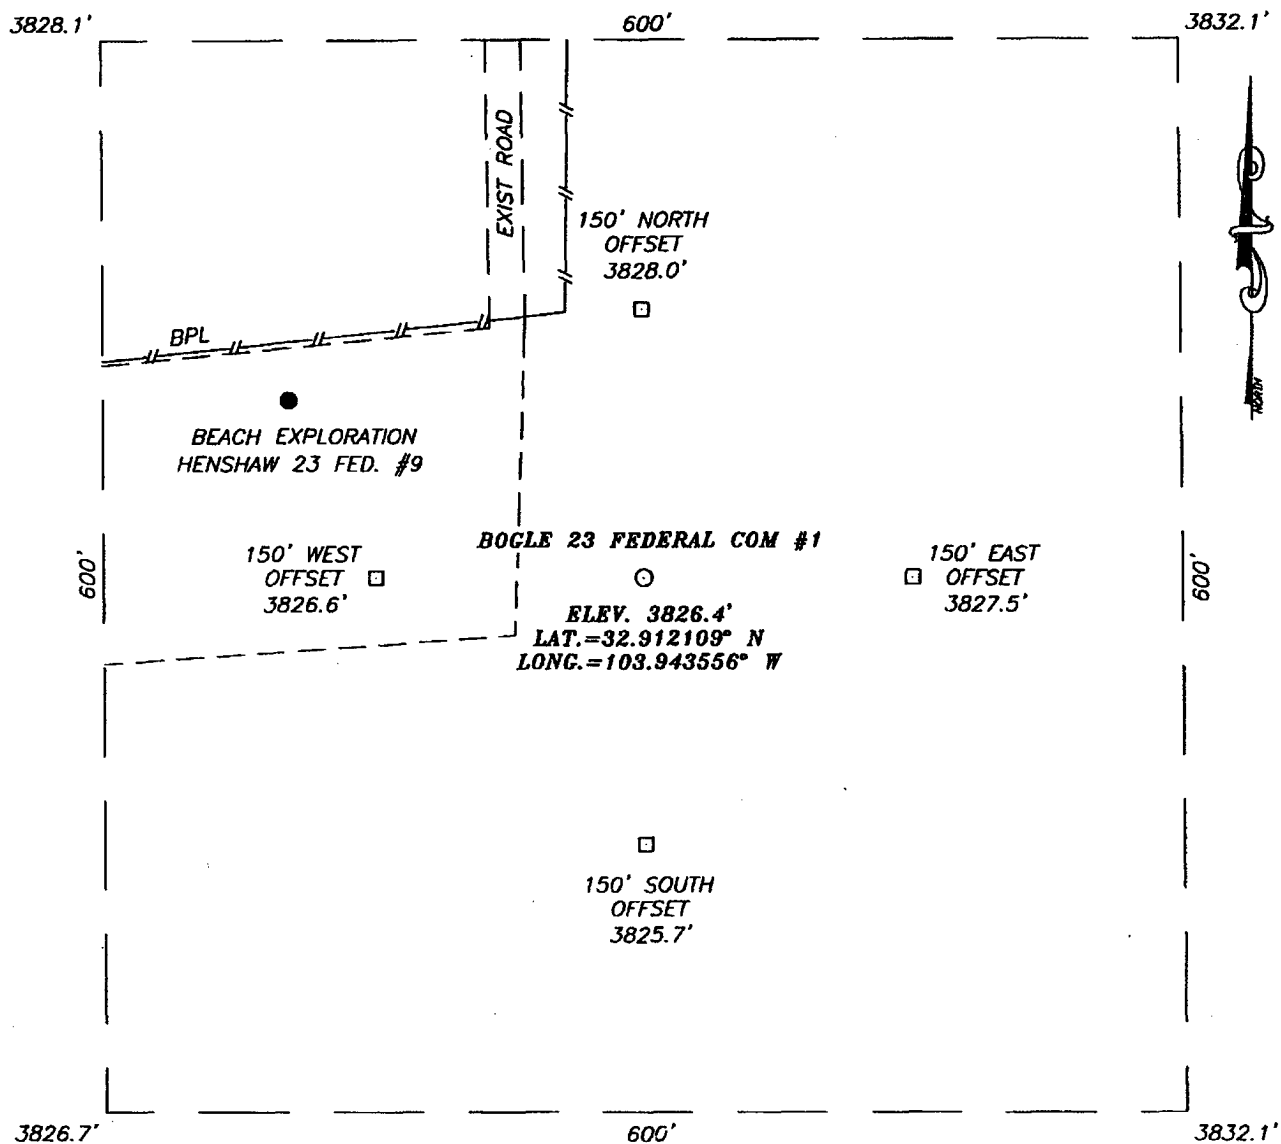 3828.1'
600'
3832.1'
EXIST ROAD
150' NORTH
OFFSET
3828.0'
NORTH
BPL
BEACH EXPLORATION
HENSHAW 23 FED. #9
BOGLE 23 FEDERAL COM #1
600'
150' WEST
OFFSET
3826.6'
150' EAST
OFFSET
3827.5'
600'
ELEV. 3826.4'
LAT.=32.912109° N
LONG.=103.943556° W
150' SOUTH
OFFSET
3825.7'
3826.7'
600'
3832.1'